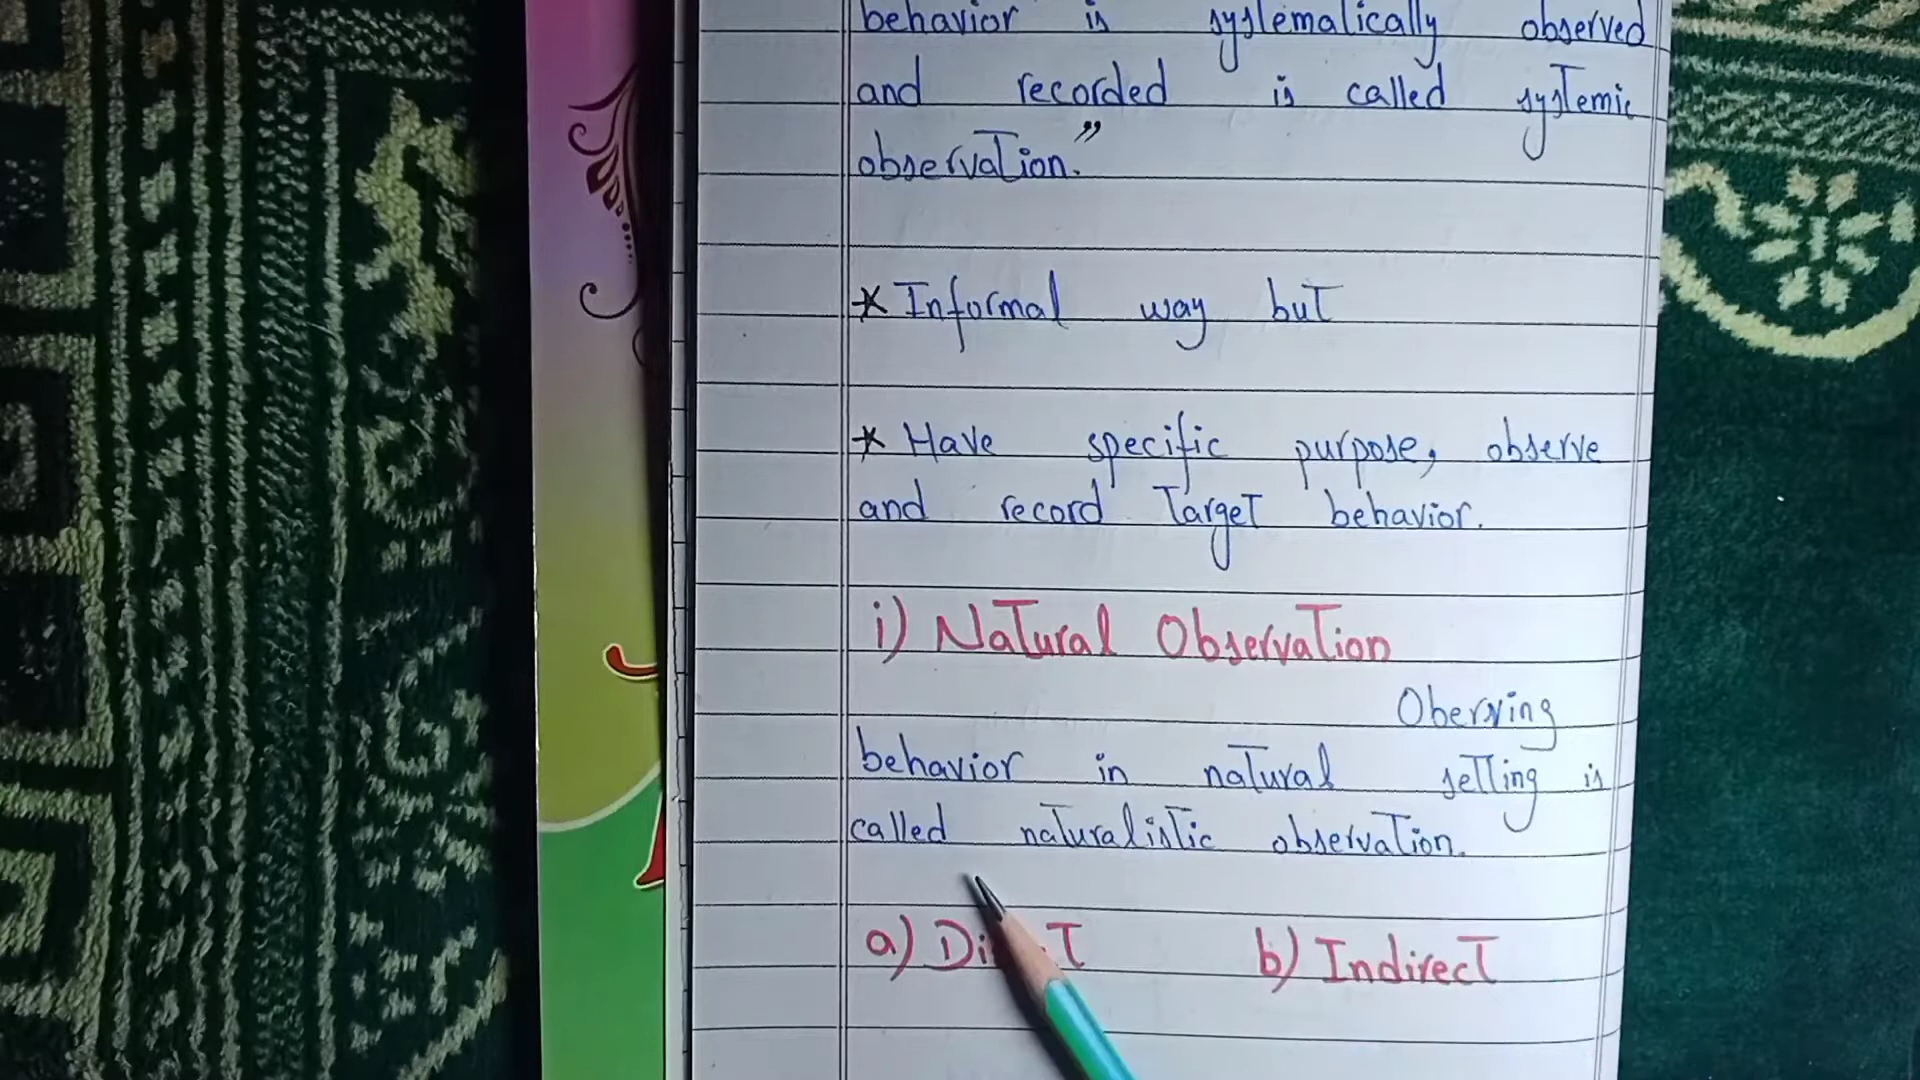 behavior is systematically observed
and recorded is called systemic
observation.”
* Informal way but
* Have specific purpose, observe
and record Target behavior.
i) Natural Observation
Oberving
behavior in natural setting is
called naturalistic observation.
a) Direct b) Indirect